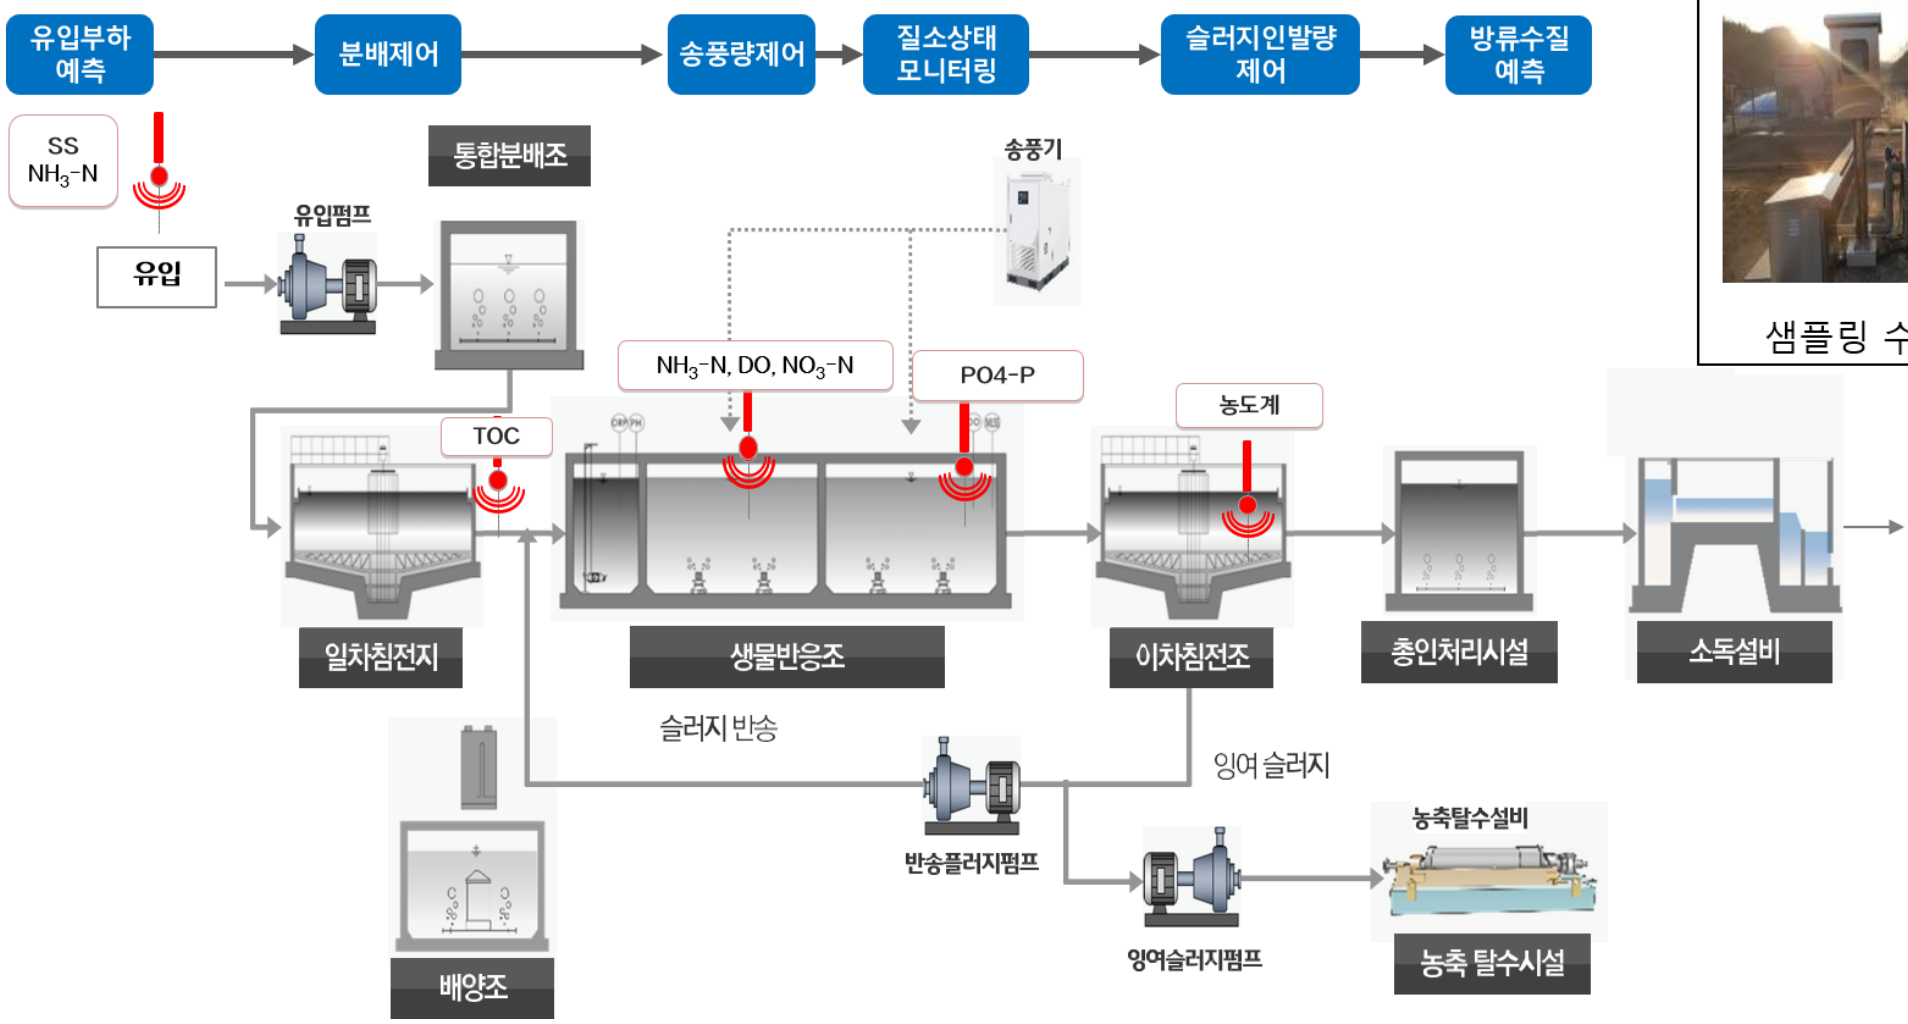 유입부하
예측
분배제어
송풍량제어
질소상태
모니터링
슬러지인발량
제어
방류수질
예측
SS
NH₃-N
통합분배조
송풍기
유입펌프
유입
샘플링 수
NH₃-N, DO, NO₃-N
PO4-P
농도계
TOC
ORP
PH
DO
MLSS
일차침전지
생물반응조
이차침전조
총인처리시설
소독설비
슬러지 반송
잉여 슬러지
농축탈수설비
반송플러지펌프
잉여슬러지펌프
농축 탈수시설
배양조